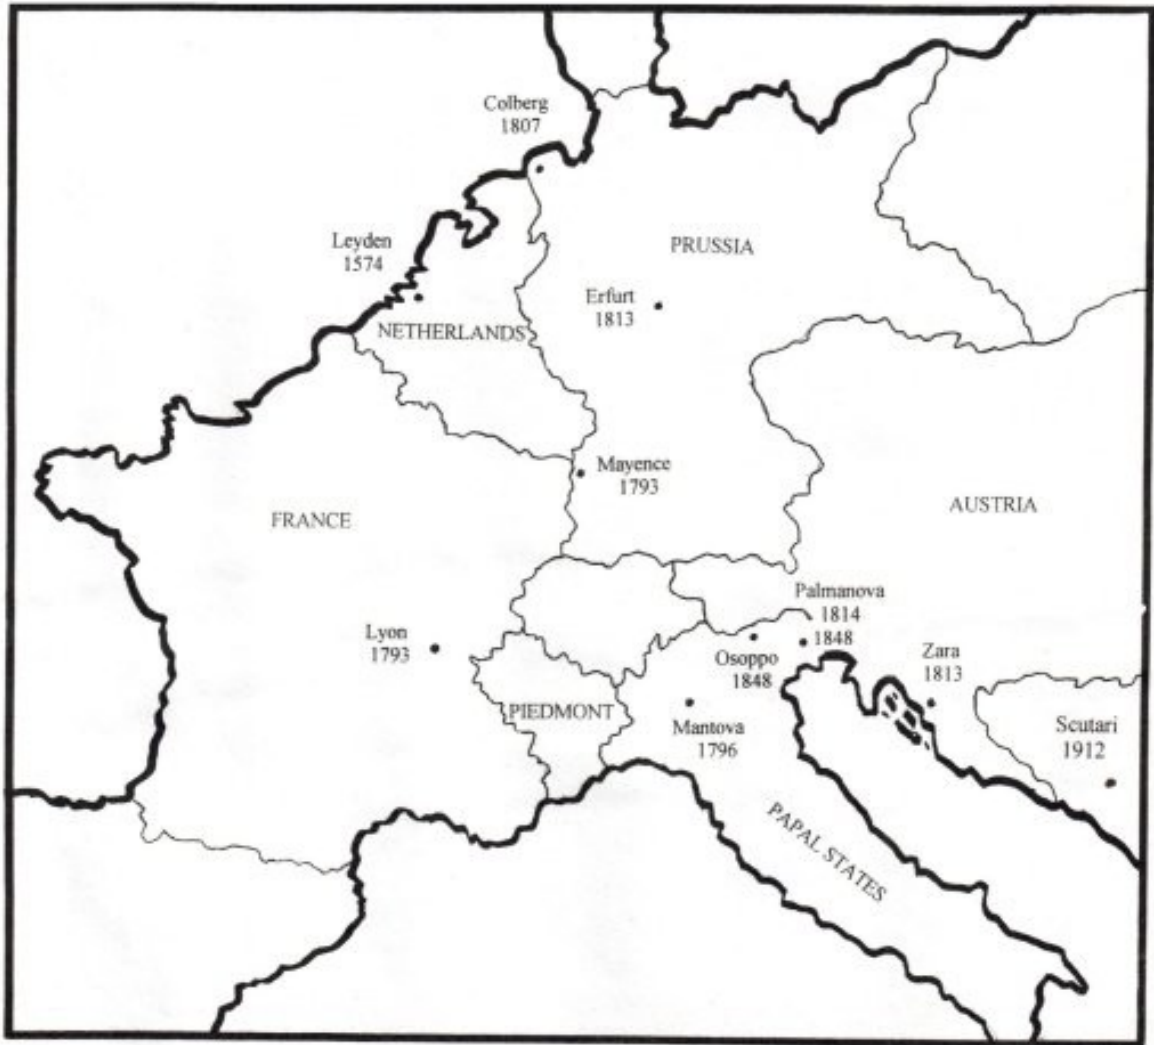 Colberg
1807
Leyden
1574
PRUSSIA
Erfurt
1813
NETHERLANDS
Mayence
1793
FRANCE
AUSTRIA
Palmanova
1814
1848
Lyon
1793
Osoppo
1848
Zara
1813
PIEDMONT
Mantova
1796
Scutari
1912
PAPAL STATES